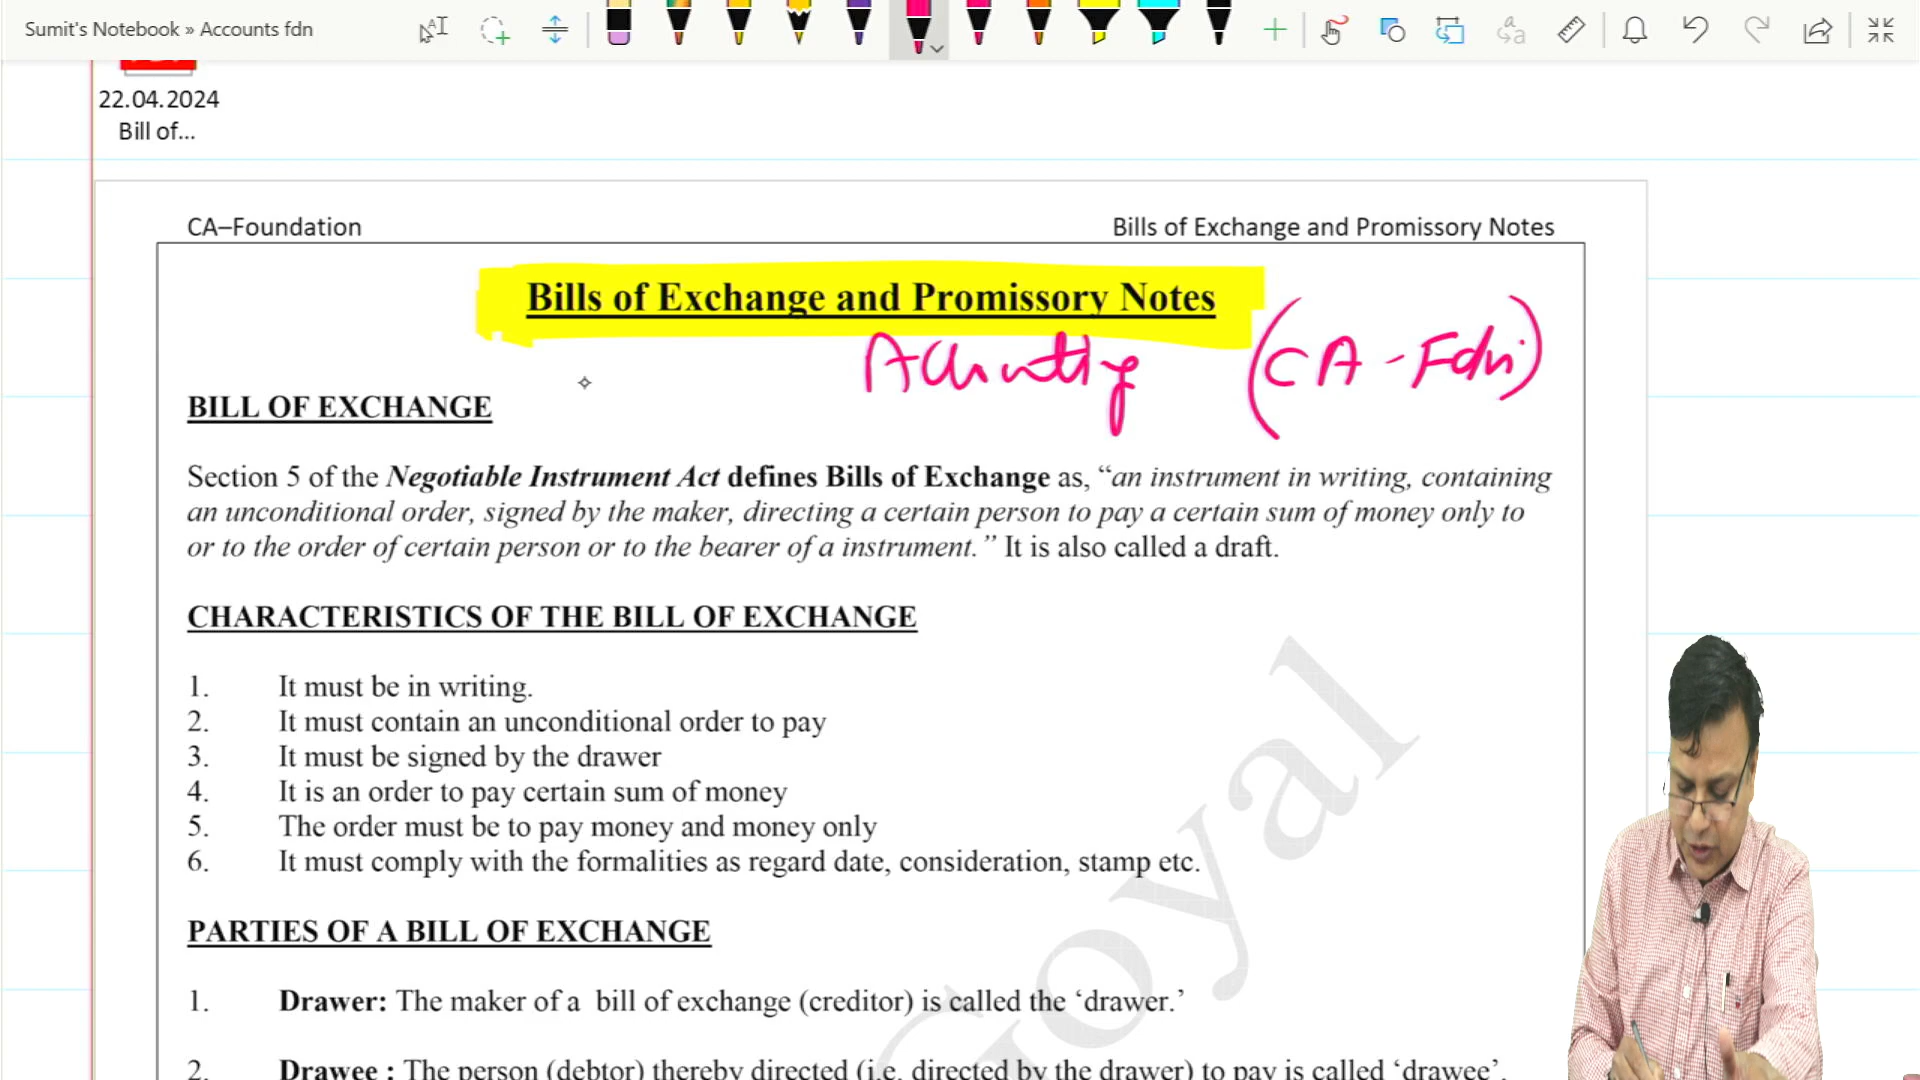 Sumit's Notebook » Accounts fdn
22.04.2024
Bill of...
CA–Foundation
Bills of Exchange and Promissory Notes
Bills of Exchange and Promissory Notes
Accounting (CA - Fdn)
BILL OF EXCHANGE
Section 5 of the Negotiable Instrument Act defines Bills of Exchange as, “an instrument in writing, containing
an unconditional order, signed by the maker, directing a certain person to pay a certain sum of money only to
or to the order of certain person or to the bearer of a instrument.” It is also called a draft.
CHARACTERISTICS OF THE BILL OF EXCHANGE
1. It must be in writing.
2. It must contain an unconditional order to pay
3. It must be signed by the drawer
4. It is an order to pay certain sum of money
5. The order must be to pay money and money only
6. It must comply with the formalities as regard date, consideration, stamp etc.
PARTIES OF A BILL OF EXCHANGE
1. Drawer: The maker of a bill of exchange (creditor) is called the ‘drawer.’
2. Drawee : The person (debtor) thereby directed (i.e. directed by the drawer) to pay is called ‘drawee’.
Goyal